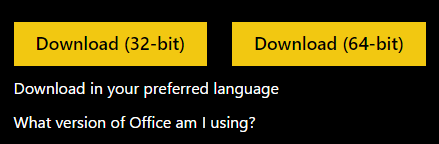 Download (32-bit) Download (64-bit)
Download in your preferred language
What version of Office am I using?